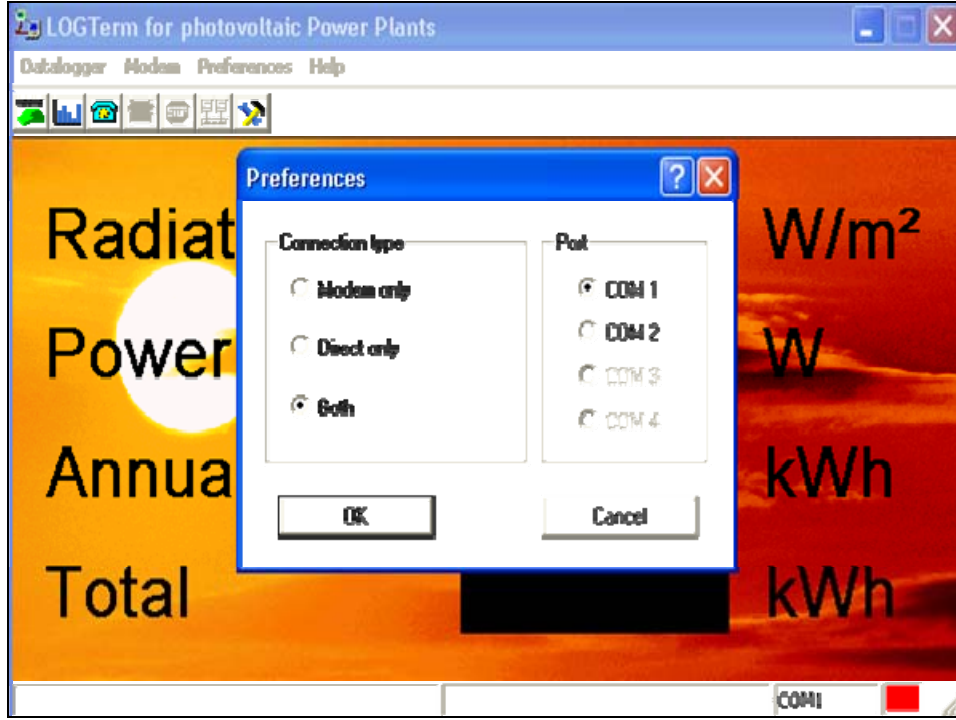 LOGTerm for photovoltaic Power Plants
Datalogger Modem Preferences Help
Preferences
Connection type
Modem only
Direct only
Both
Port
COM 1
COM 2
COM 3
COM 4
OK
Cancel
Radiat W/m²
Power W
Annua kWh
Total kWh
COM1